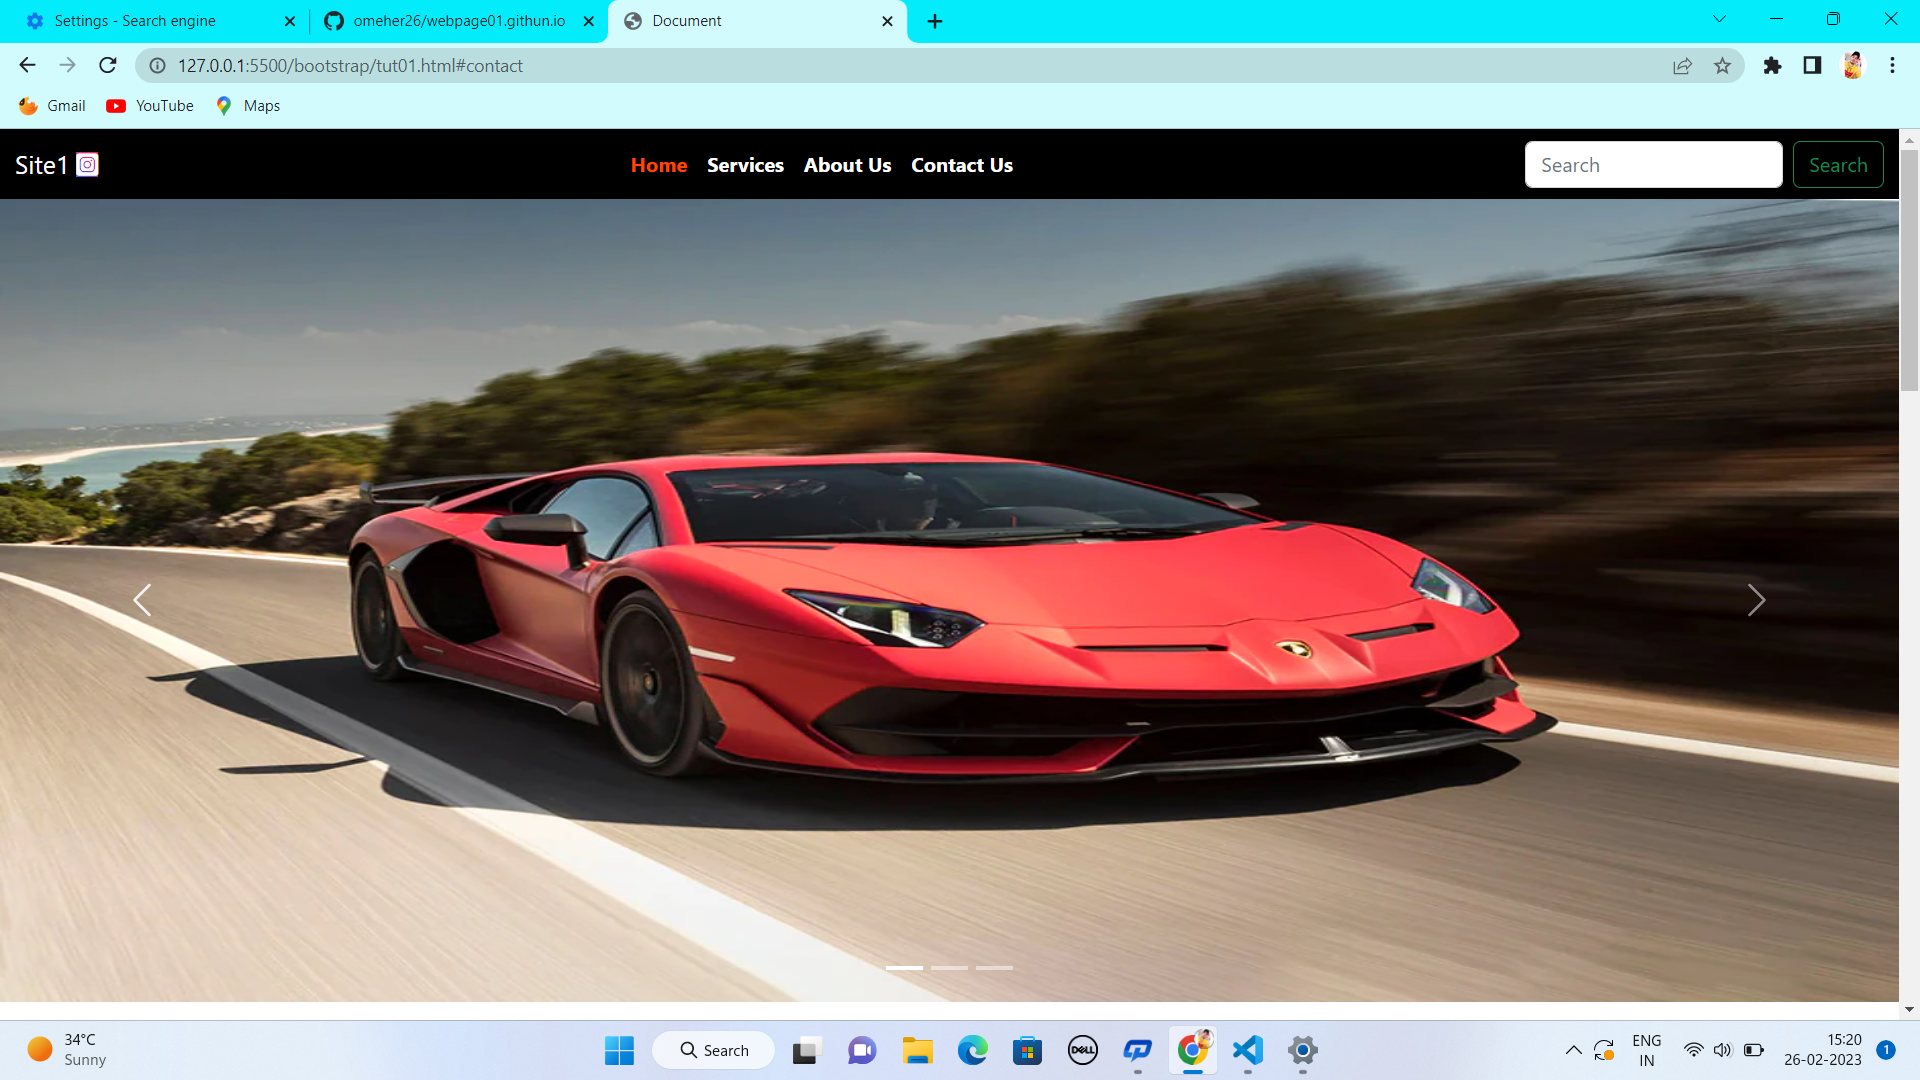 Settings - Search engine
omeher26/webpage01.githun.io
Document
127.0.0.1:5500/bootstrap/tut01.html#contact
Gmail
YouTube
Maps
Site1
Home
Services
About Us
Contact Us
Search
Search
34°C
Sunny
Search
DELL
ENG
IN
15:20
26-02-2023
1